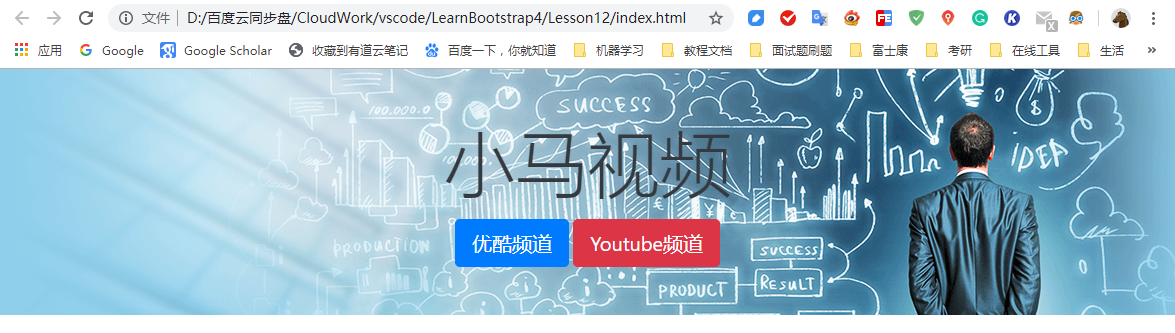 文件 D:/百度云同步盘/CloudWork/vscode/LearnBootstrap4/Lesson12/index.html
应用 Google Google Scholar 收藏到有道云笔记 百度一下，你就知道 机器学习 教程文档 面试题刷题 富士康 考研 在线工具 生活 »
100.000.0
SUCCESS
IDEA
小马视频
优酷频道 Youtube频道
PRODUCTION
SUCCESS
PRODUCT
RESULT